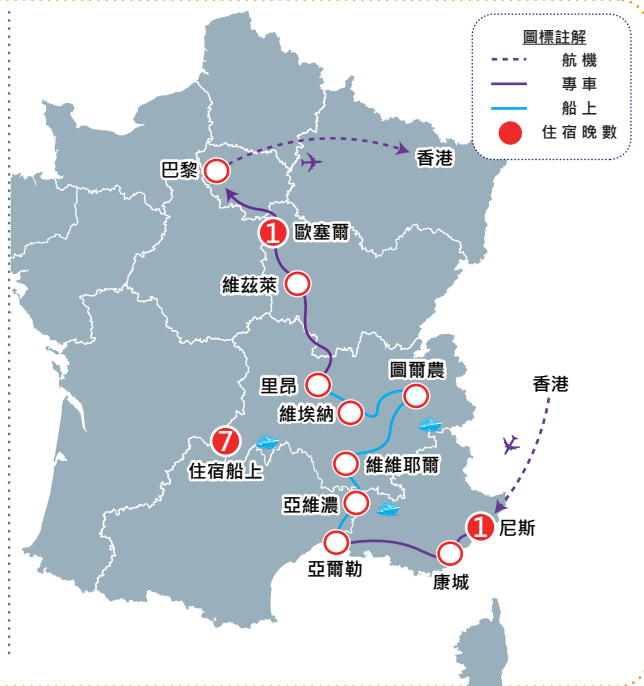 圖標註解
航機
專車
船上
住宿晚數
巴黎
香港
1 歐塞爾
維茲萊
里昂
圖爾農
維埃納
香港
7
住宿船上
維維耶爾
亞維濃
1 尼斯
亞爾勒
康城